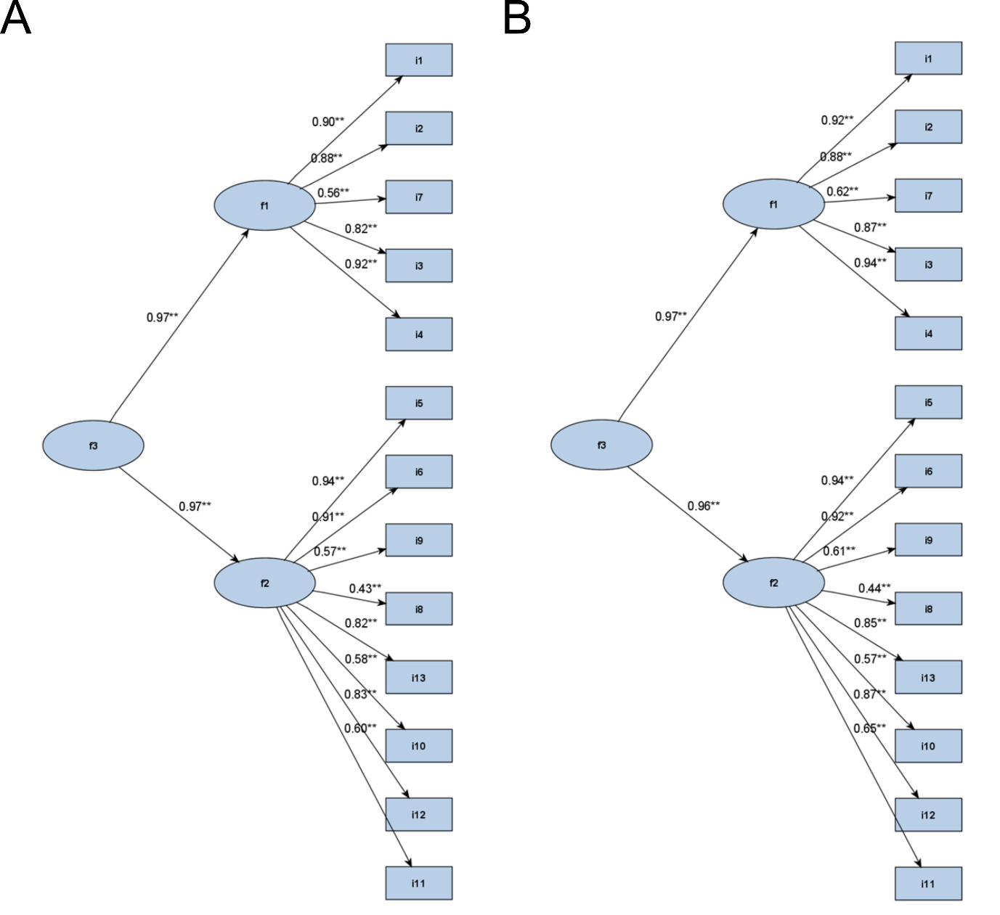 A
i1
0.90**
i2
0.88**
0.56**
i7
f1
0.82**
i3
0.92**
0.97**
i4
i5
f3
0.94**
i6
0.97**
0.91**
0.57**
i9
f2
0.43**
i8
0.82**
0.58**
i13
0.83**
0.60**
i10
i12
i11
B
i1
0.92**
i2
0.88**
0.62**
i7
f1
0.87**
i3
0.94**
0.97**
i4
i5
f3
0.94**
i6
0.96**
0.92**
0.61**
i9
f2
0.44**
i8
0.85**
0.57**
i13
0.87**
0.65**
i10
i12
i11